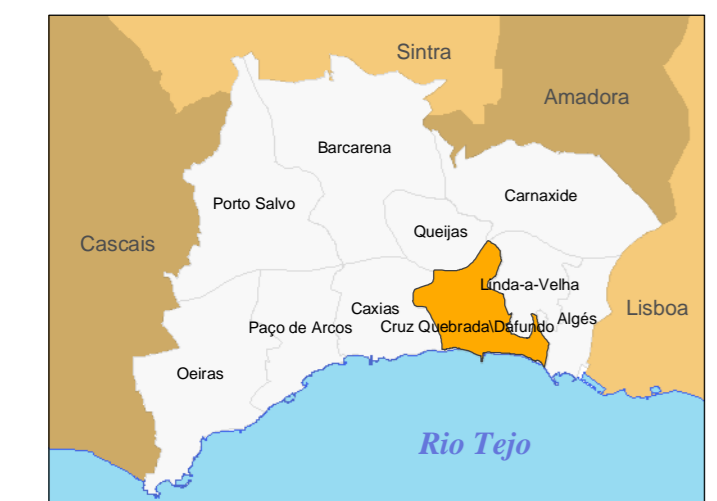 Sintra
Amadora
Barcarena
Carnaxide
Porto Salvo
Queijas
Cascais
Linda-a-Velha
Lisboa
Caxias
Algés
Paço de Arcos
Cruz Quebrada\Dafundo
Oeiras
Rio Tejo